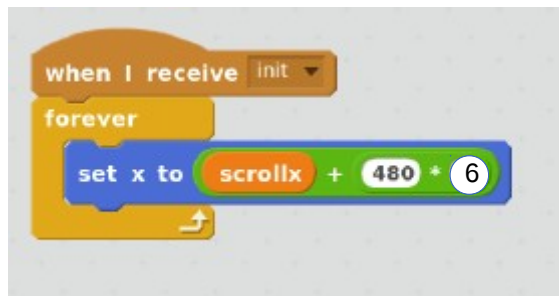 when I receive init
forever
set x to scrollx + 480 * 6